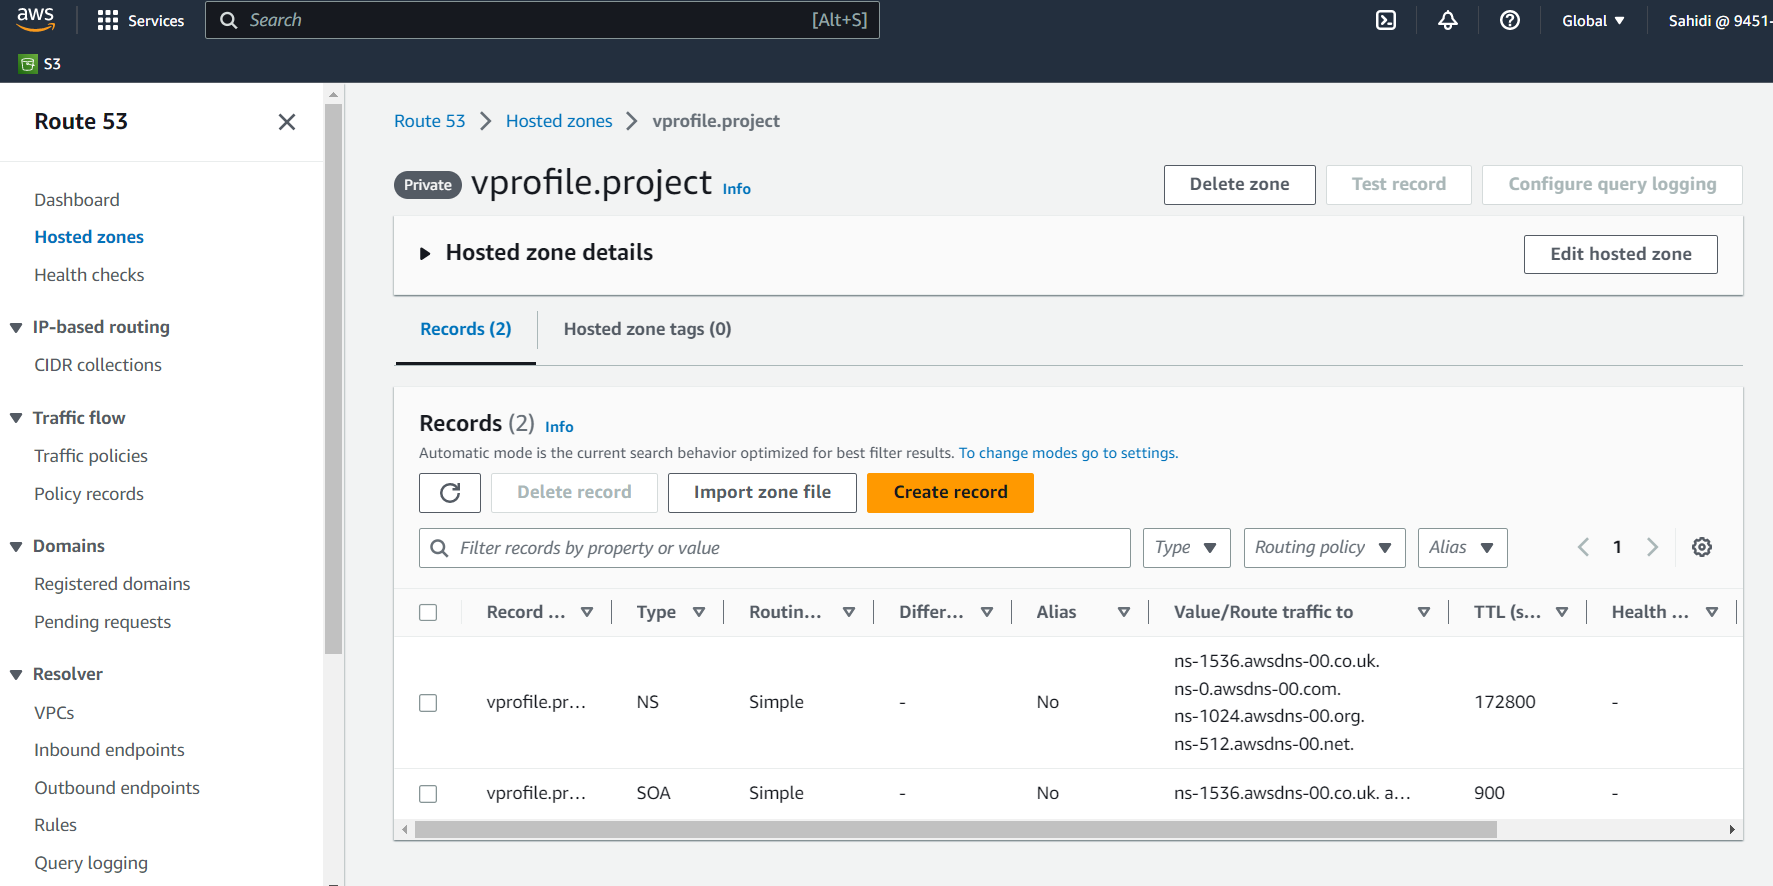 aws
Services
Search [Alt+S]
Global
Sahidi @ 9451-
S3
Route 53
Dashboard
Hosted zones
Health checks
IP-based routing
CIDR collections
Traffic flow
Traffic policies
Policy records
Domains
Registered domains
Pending requests
Resolver
VPCs
Inbound endpoints
Outbound endpoints
Rules
Query logging
Route 53 > Hosted zones > vprofile.project
Private vprofile.project Info
Delete zone Test record Configure query logging
Hosted zone details
Edit hosted zone
Records (2) Hosted zone tags (0)
Records (2) Info
Automatic mode is the current search behavior optimized for best filter results. To change modes go to settings.
Delete record Import zone file Create record
Filter records by property or value Type Routing policy Alias 1
Record ... Type Routin... Differ... Alias Value/Route traffic to TTL (s... Health ...
ns-1536.awsdns-00.co.uk.
ns-0.awsdns-00.com.
vprofile.pr... NS Simple - No 172800 -
ns-1024.awsdns-00.org.
ns-512.awsdns-00.net.
vprofile.pr... SOA Simple - No ns-1536.awsdns-00.co.uk. a... 900 -